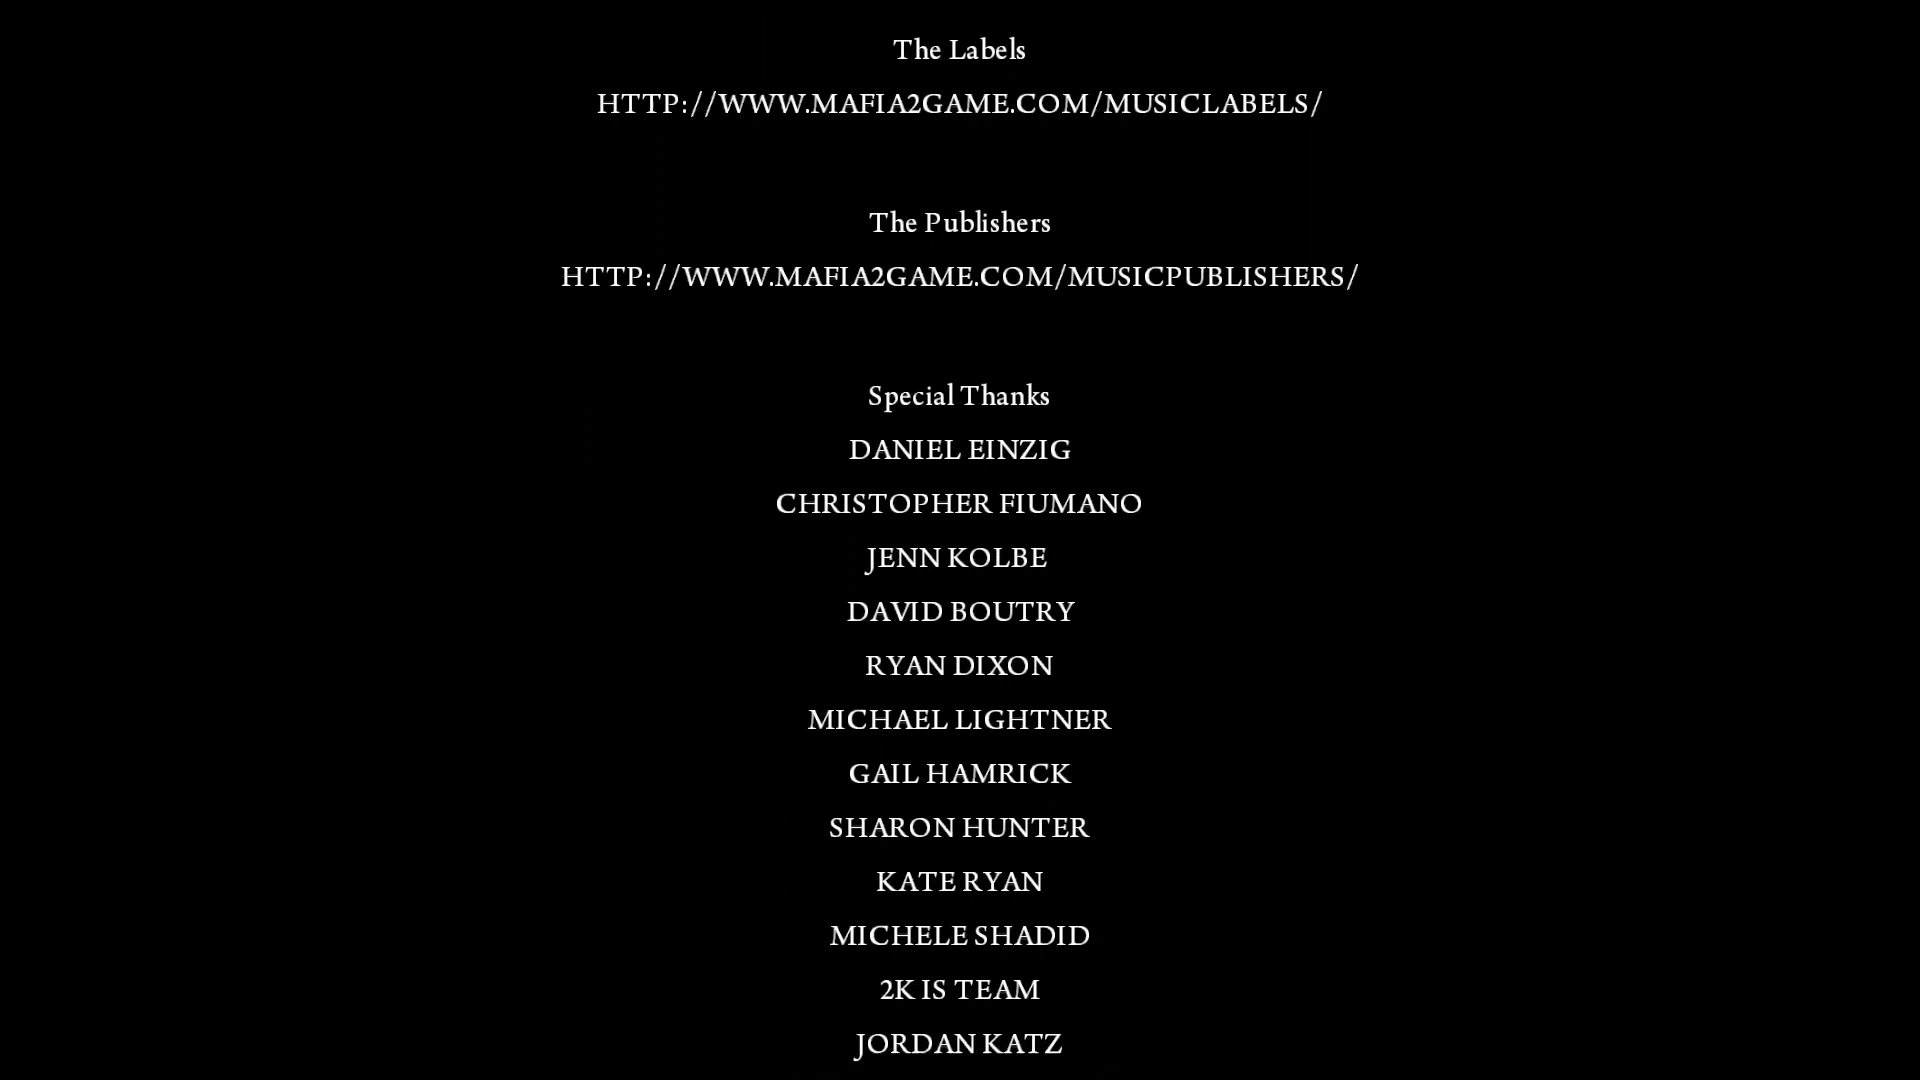 The Labels
HTTP://WWW.MAFIA2GAME.COM/MUSICLABELS/
The Publishers
HTTP://WWW.MAFIA2GAME.COM/MUSICPUBLISHERS/
Special Thanks
DANIEL EINZIG
CHRISTOPHER FIUMANO
JENN KOLBE
DAVID BOUTRY
RYAN DIXON
MICHAEL LIGHTNER
GAIL HAMRICK
SHARON HUNTER
KATE RYAN
MICHELE SHADID
2K IS TEAM
JORDAN KATZ